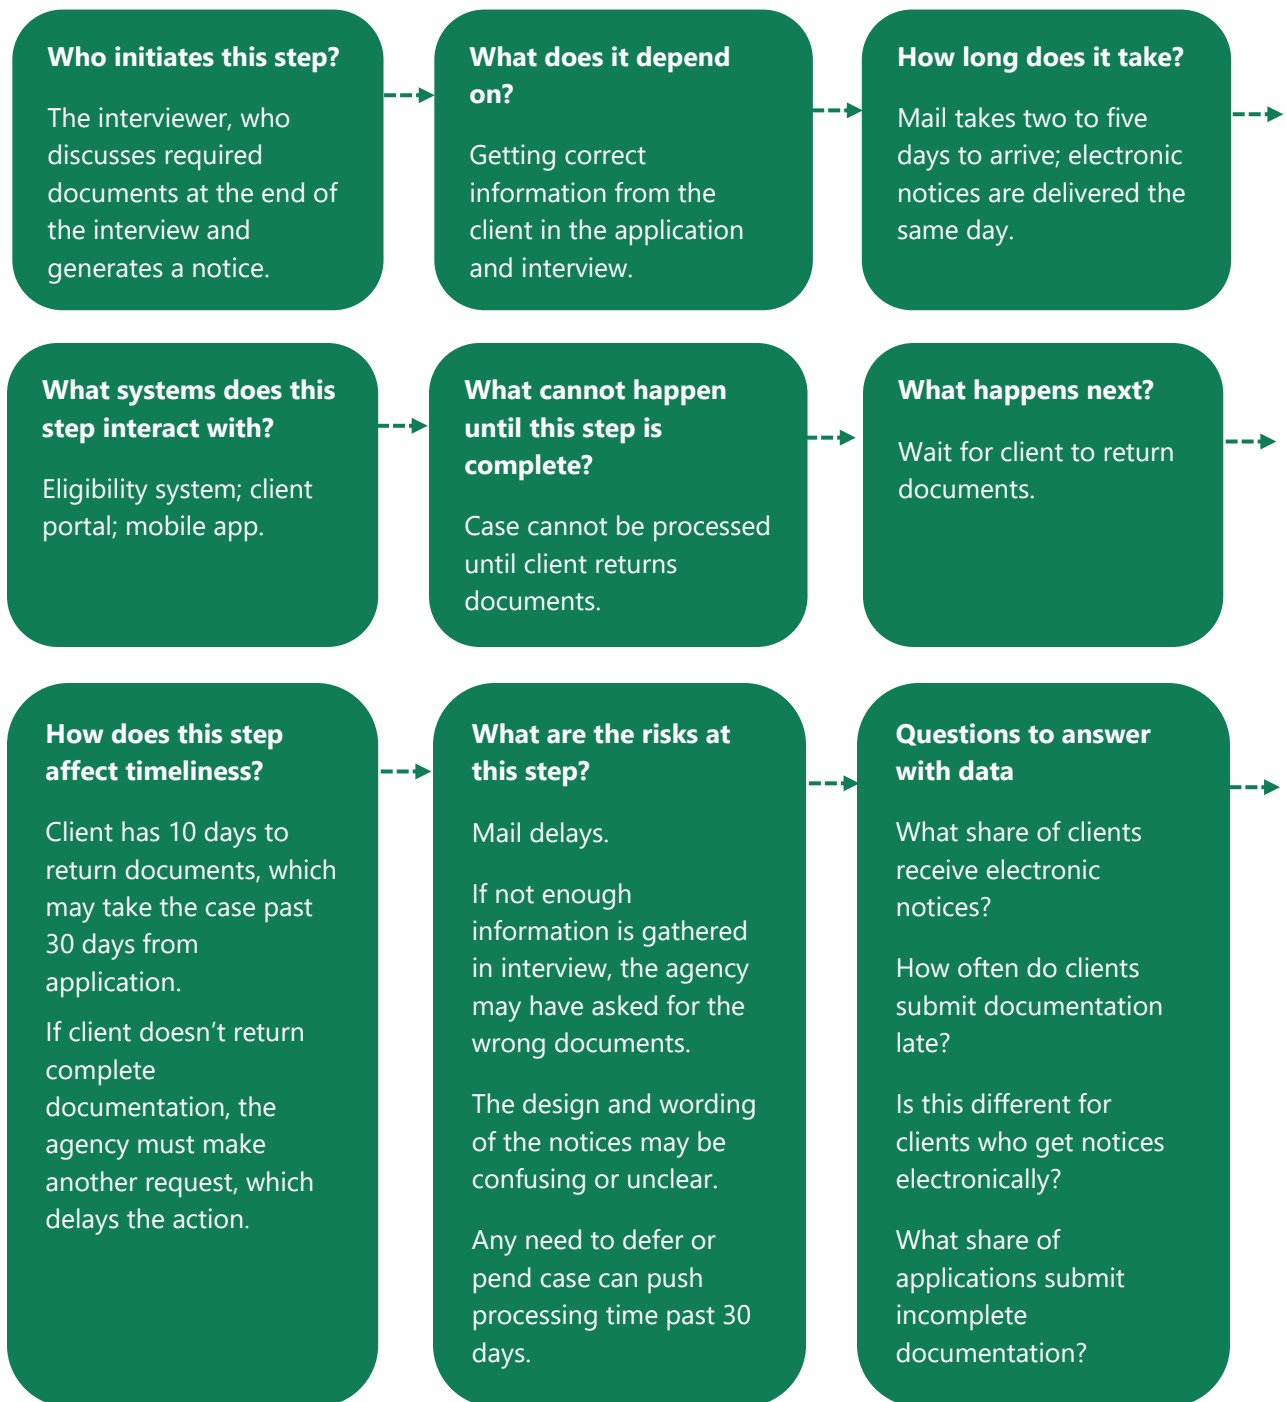 Who initiates this step?
The interviewer, who
discusses required
documents at the end of
the interview and
generates a notice.
What does it depend
on?
Getting correct
information from the
client in the application
and interview.
How long does it take?
Mail takes two to five
days to arrive; electronic
notices are delivered the
same day.
What systems does this
step interact with?
Eligibility system; client
portal; mobile app.
What cannot happen
until this step is
complete?
Case cannot be processed
until client returns
documents.
What happens next?
Wait for client to return
documents.
How does this step
affect timeliness?
Client has 10 days to
return documents, which
may take the case past
30 days from
application.
If client doesn’t return
complete
documentation, the
agency must make
another request, which
delays the action.
What are the risks at
this step?
Mail delays.
If not enough
information is gathered
in interview, the agency
may have asked for the
wrong documents.
The design and wording
of the notices may be
confusing or unclear.
Any need to defer or
pend case can push
processing time past 30
days.
Questions to answer
with data
What share of clients
receive electronic
notices?
How often do clients
submit documentation
late?
Is this different for
clients who get notices
electronically?
What share of
applications submit
incomplete
documentation?